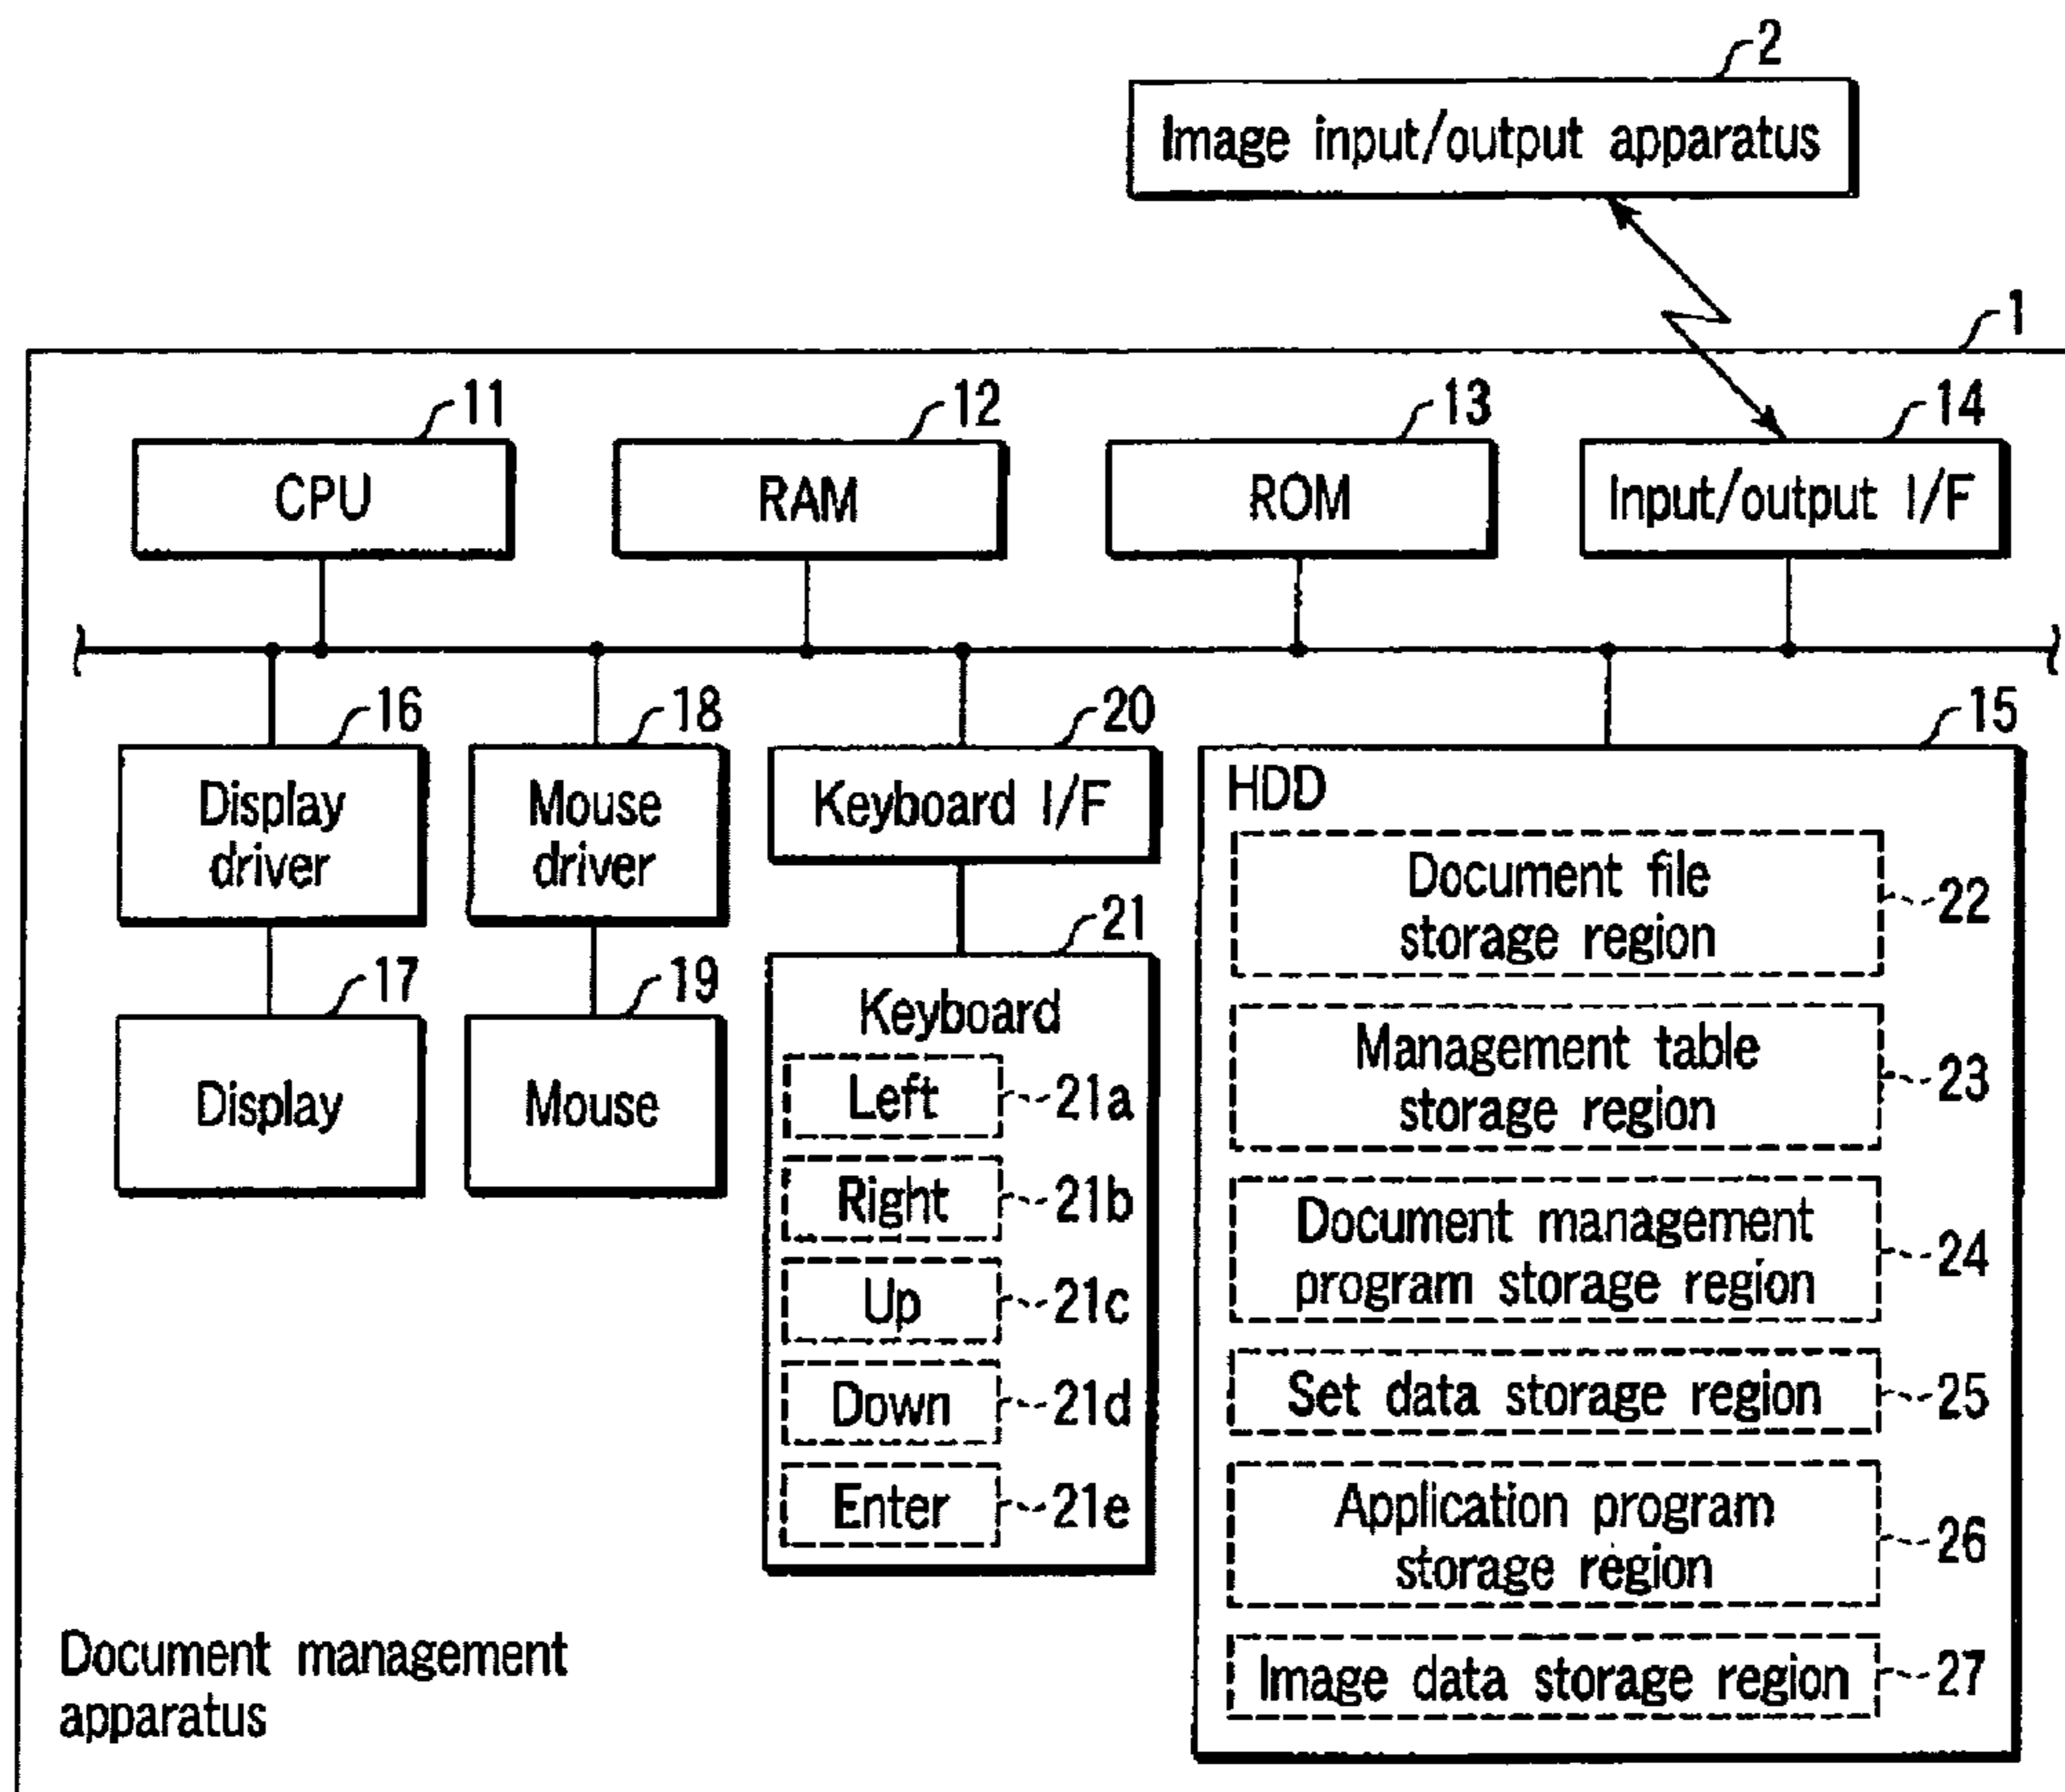 2
Image input/output apparatus
1
11
12
13
14
CPU
RAM
ROM
Input/output I/F
16
18
20
15
Display
driver
Mouse
driver
Keyboard I/F
17
19
21
Display
Mouse
Keyboard
Left
21a
Right
21b
Up
21c
Down
21d
Enter
21e
HDD
Document file
storage region
22
Management table
storage region
23
Document management
program storage region
24
Set data storage region
25
Application program
storage region
26
Image data storage region
27
Document management
apparatus